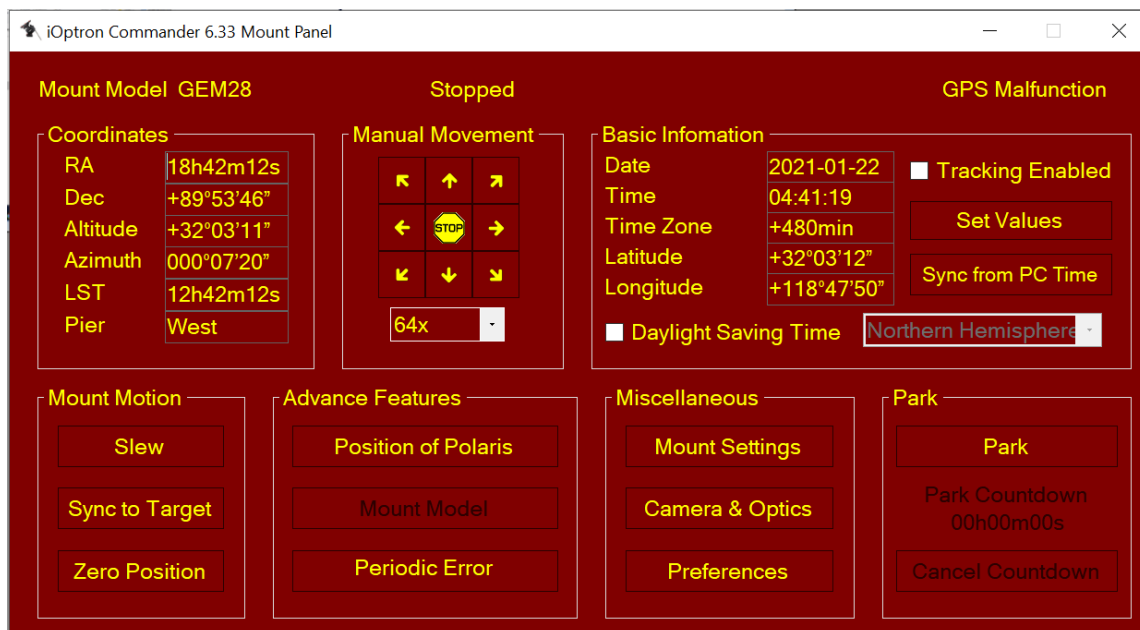 iOptron Commander 6.33 Mount Panel
Mount Model GEM28 Stopped GPS Malfunction
Coordinates
RA 18h42m12s
Dec +89°53'46”
Altitude +32°03'11”
Azimuth 000°07'20”
LST 12h42m12s
Pier West
Manual Movement
STOP
64x
Basic Infomation
Date 2021-01-22
Time 04:41:19
Time Zone +480min
Latitude +32°03'12”
Longitude +118°47'50”
Tracking Enabled
Set Values
Sync from PC Time
Daylight Saving Time Northern Hemisphere
Mount Motion
Slew
Sync to Target
Zero Position
Advance Features
Position of Polaris
Mount Model
Periodic Error
Miscellaneous
Mount Settings
Camera & Optics
Preferences
Park
Park
Park Countdown
00h00m00s
Cancel Countdown